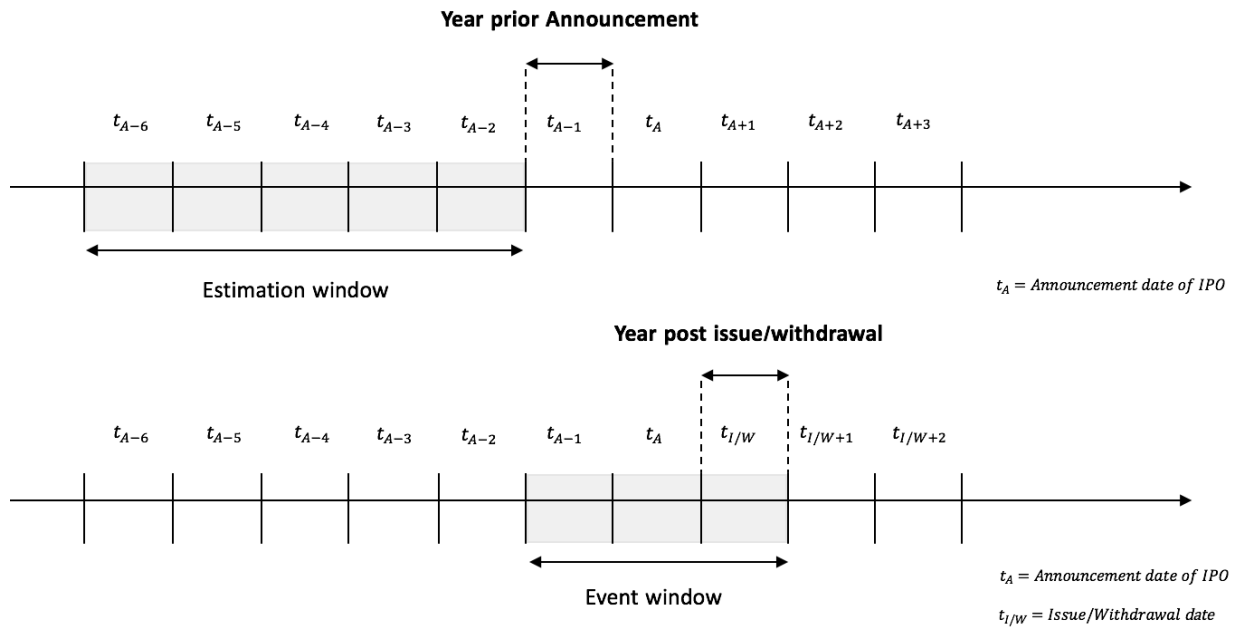 Year prior Announcement
t_{A−6} t_{A−5} t_{A−4} t_{A−3} t_{A−2} t_{A−1} t_A t_{A+1} t_{A+2} t_{A+3}
Estimation window
t_A = Announcement date of IPO
Year post issue/withdrawal
t_{A−6} t_{A−5} t_{A−4} t_{A−3} t_{A−2} t_{A−1} t_A t_{I/W} t_{I/W+1} t_{I/W+2}
Event window
t_A = Announcement date of IPO
t_{I/W} = Issue/Withdrawal date